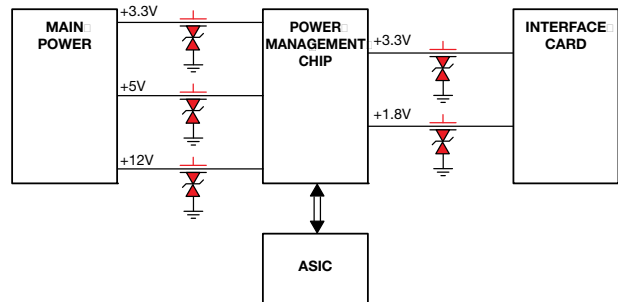 MAIN
POWER
+3.3V
+5V
+12V
POWER
MANAGEMENT
CHIP
+3.3V
+1.8V
INTERFACE
CARD
ASIC